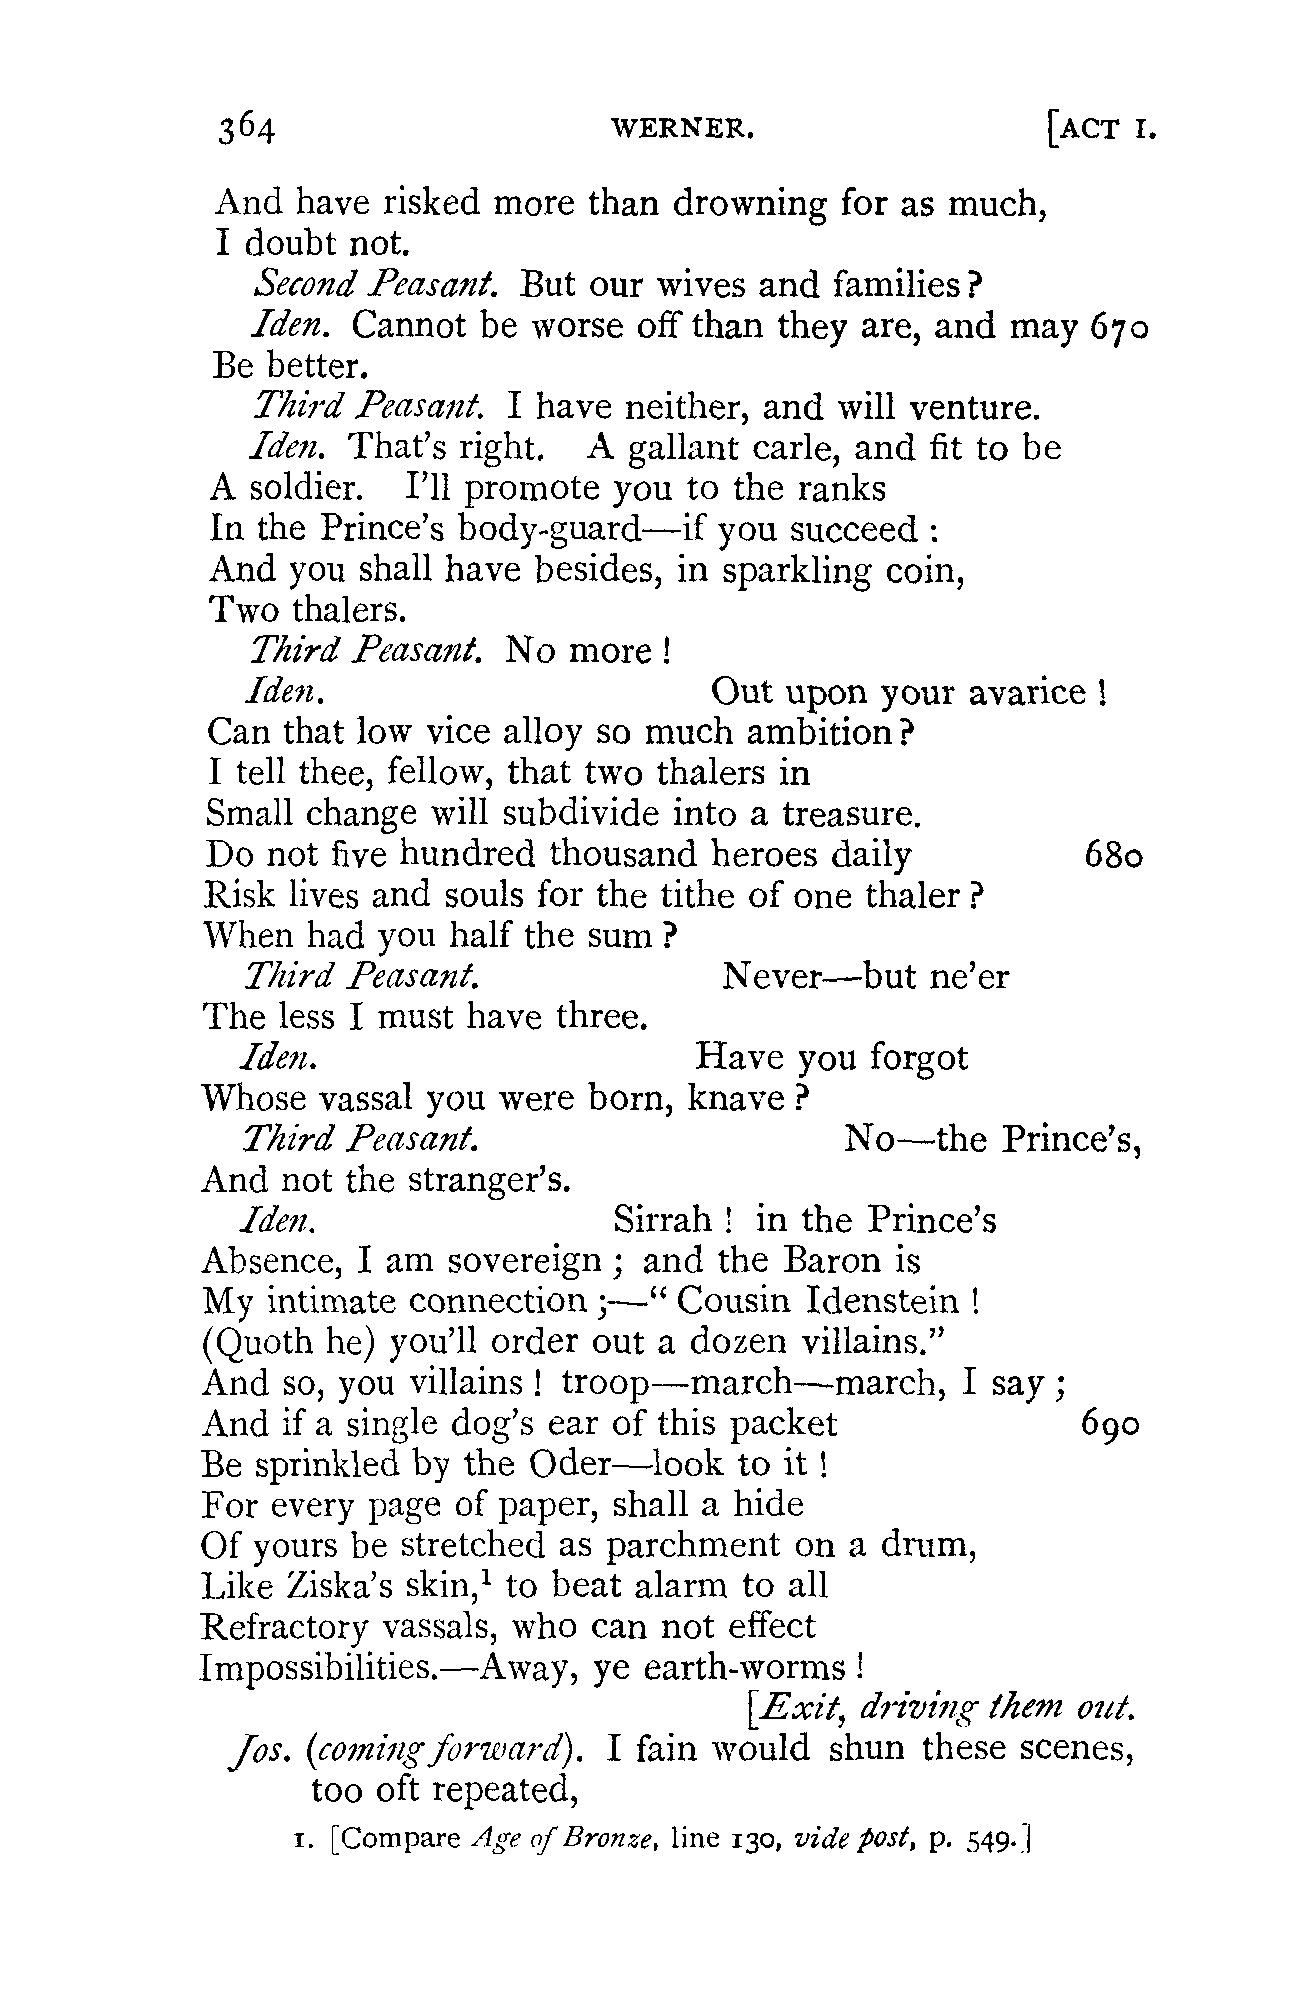 364 WERNER. [ACT I.
And have risked more than drowning for as much,
I doubt not.
Second Peasant. But our wives and families?
Iden. Cannot be worse off than they are, and may 670
Be better.
Third Peasant. I have neither, and will venture.
Iden. That's right. A gallant carle, and fit to be
A soldier. I'll promote you to the ranks
In the Prince's body-guard—if you succeed :
And you shall have besides, in sparkling coin,
Two thalers.
Third Peasant. No more !
Iden. Out upon your avarice !
Can that low vice alloy so much ambition?
I tell thee, fellow, that two thalers in
Small change will subdivide into a treasure.
Do not five hundred thousand heroes daily 680
Risk lives and souls for the tithe of one thaler ?
When had you half the sum ?
Third Peasant. Never—but ne'er
The less I must have three.
Iden. Have you forgot
Whose vassal you were born, knave ?
Third Peasant. No—the Prince's,
And not the stranger's.
Iden. Sirrah ! in the Prince's
Absence, I am sovereign ; and the Baron is
My intimate connection ;—" Cousin Idenstein !
(Quoth he) you'll order out a dozen villains."
And so, you villains ! troop—march—march, I say ;
And if a single dog's ear of this packet 690
Be sprinkled by the Oder—look to it !
For every page of paper, shall a hide
Of yours be stretched as parchment on a drum,
Like Ziska's skin,¹ to beat alarm to all
Refractory vassals, who can not effect
Impossibilities.—Away, ye earth-worms !
[Exit, driving them out.
Jos. (coming forward). I fain would shun these scenes,
too oft repeated,
1. [Compare Age of Bronze, line 130, vide post, p. 549.]